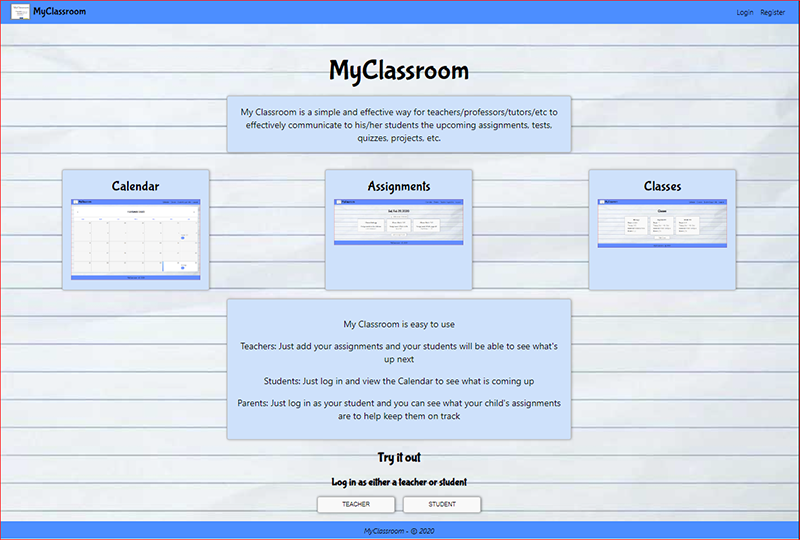 MyClassroom
Login Register
MyClassroom
My Classroom is a simple and effective way for teachers/professors/tutors/etc to
effectively communicate to his/her students the upcoming assignments, tests,
quizzes, projects, etc.
Calendar
Assignments
Classes
My Classroom is easy to use
Teachers: Just add your assignments and your students will be able to see what's
up next
Students: Just log in and view the Calendar to see what is coming up
Parents: Just log in as your student and you can see what your child's assignments
are to help keep them on track
Try it out
Log in as either a teacher or student
TEACHER
STUDENT
MyClassroom - © 2020